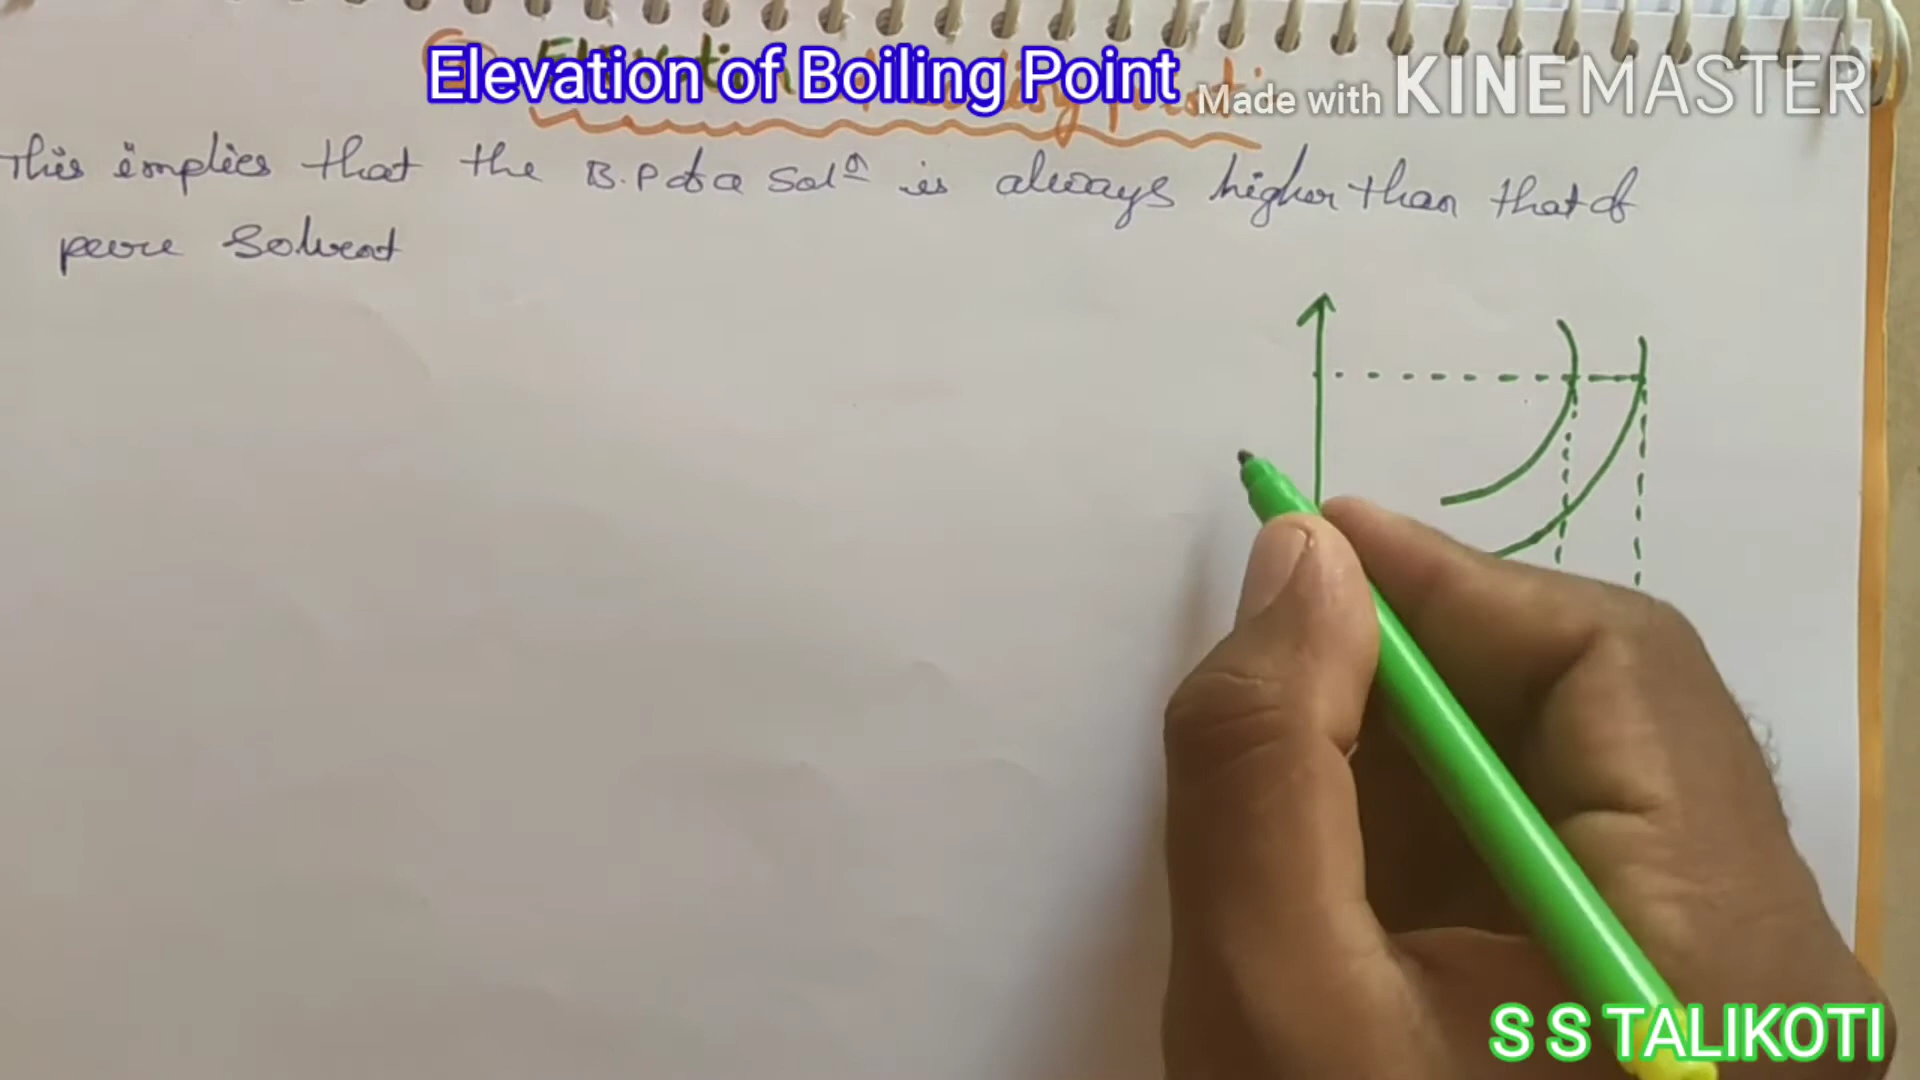 Elevation of Boiling Point
Made with KINEMASTER
This implies that the B.P of a Solⁿ is always higher than that of
pure Solvent
S S TALIKOTI